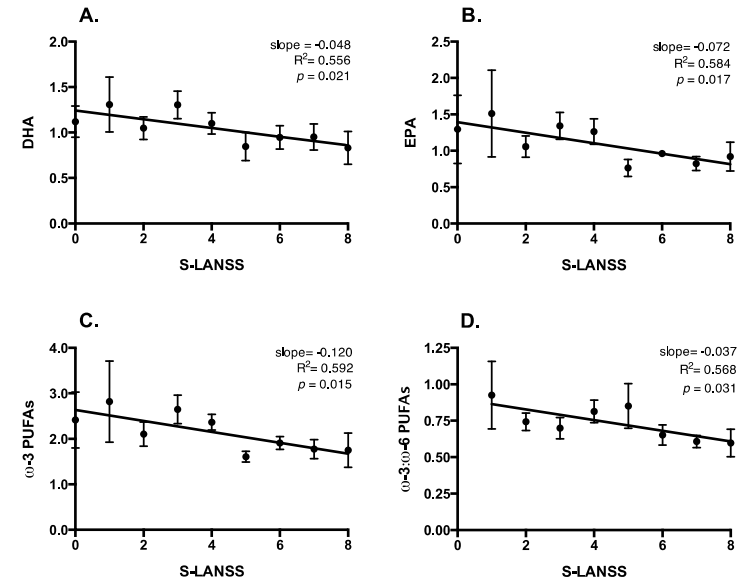 A.
slope = -0.048
R²= 0.556
p = 0.021
2.0
1.5
1.0
0.5
0.0
DHA
0 2 4 6 8
S-LANSS
B.
slope= -0.072
R²= 0.584
p = 0.017
2.5
2.0
1.5
1.0
0.5
0.0
EPA
0 2 4 6 8
S-LANSS
C.
slope= -0.120
R²= 0.592
p = 0.015
4.0
3.0
2.0
1.0
0.0
ω-3 PUFAs
0 2 4 6 8
S-LANSS
D.
slope= -0.037
R²= 0.568
p = 0.031
1.25
1.00
0.75
0.50
0.25
0.00
ω-3:ω-6 PUFAs
0 2 4 6 8
S-LANSS